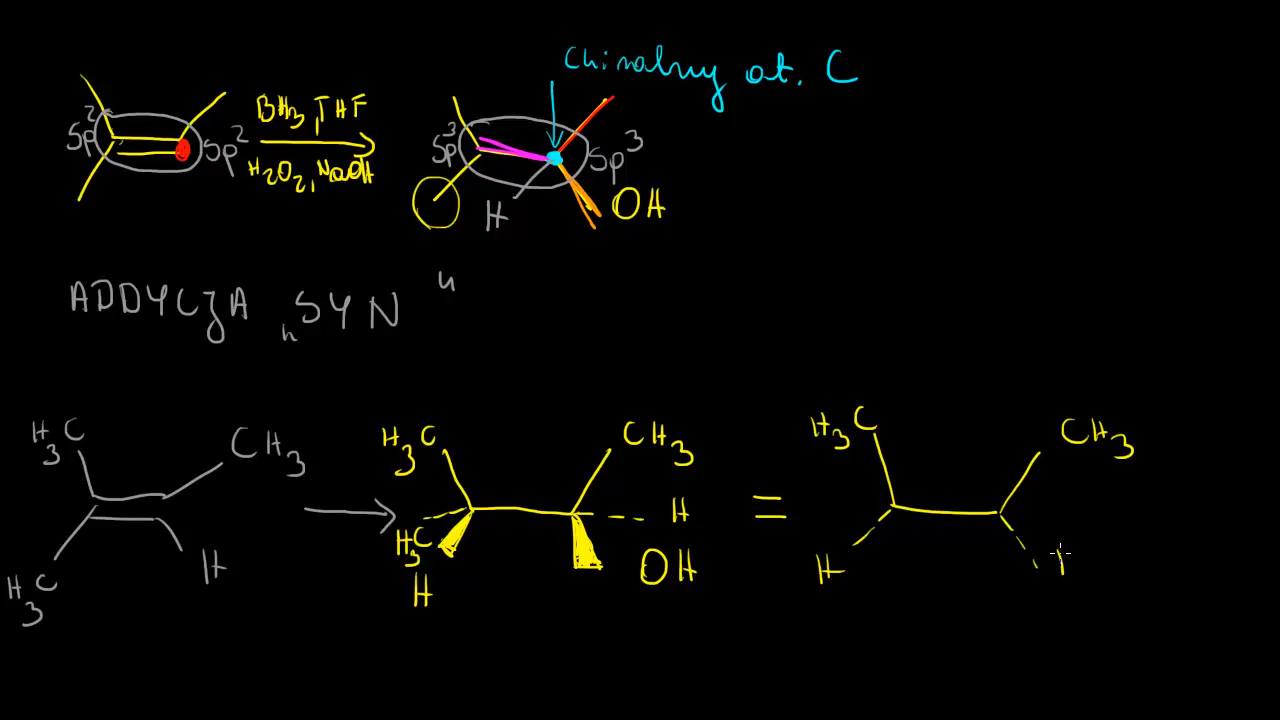 Chiralny at. C
Sp2 Sp2 BH3, THF
H2O2, NaOH
Sp3 Sp3
H OH
ADDYCJA „SYN”
H3C CH3 H3C CH3 = H3C CH3
H3C H
H3C H OH H
H